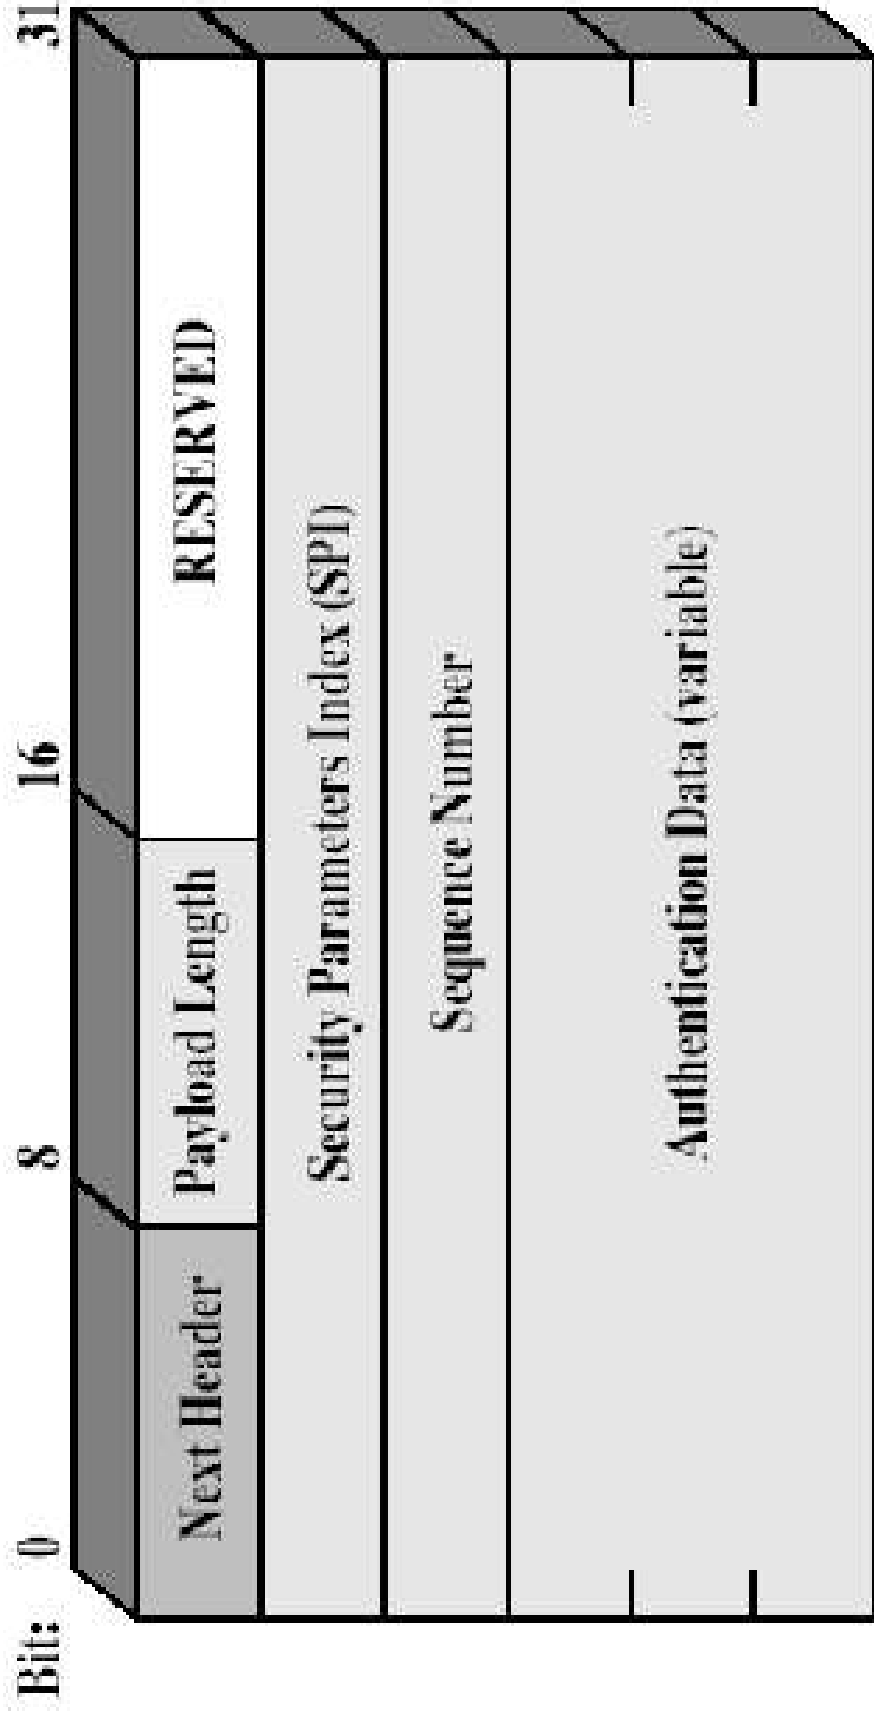 Bit: 0 8 16 31
Next Header Payload Length RESERVED
Security Parameters Index (SPI)
Sequence Number
Authentication Data (variable)